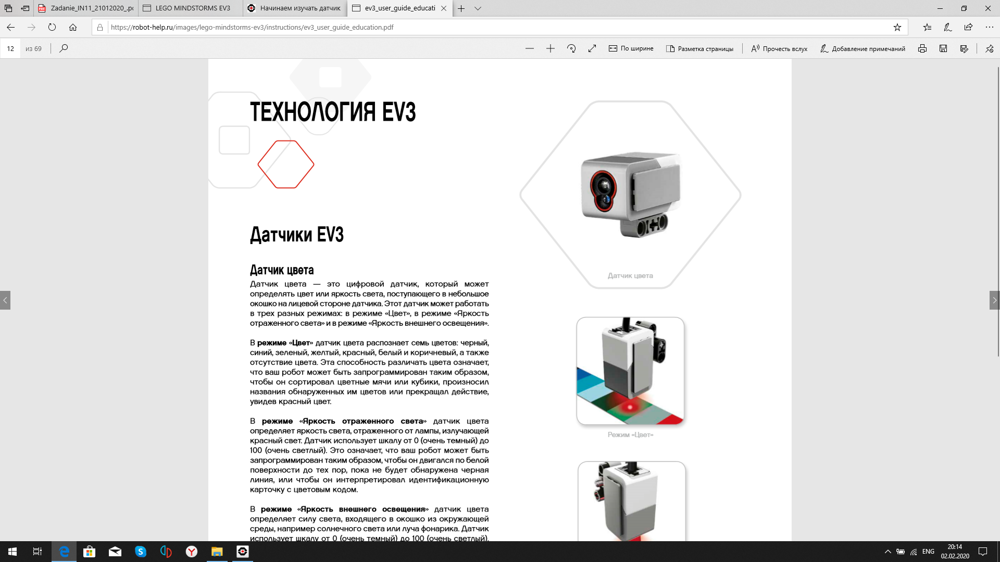 Zadanie_IN11_21012020_.pd
LEGO MINDSTORMS EV3
Начинаем изучать датчик
ev3_user_guide_educati
https://robot-help.ru/images/lego-mindstorms-ev3/instructions/ev3_user_guide_education.pdf
12 из 69
По ширине
Разметка страницы
Прочесть вслух
Добавление примечаний
ТЕХНОЛОГИЯ EV3
Датчики EV3
Датчик цвета
Датчик цвета — это цифровой датчик, который может
определять цвет или яркость света, поступающего в небольшое
окошко на лицевой стороне датчика. Этот датчик может работать
в трех разных режимах: в режиме «Цвет», в режиме «Яркость
отраженного света» и в режиме «Яркость внешнего освещения».
В режиме «Цвет» датчик цвета распознает семь цветов: черный,
синий, зеленый, желтый, красный, белый и коричневый, а также
отсутствие цвета. Эта способность различать цвета означает,
что ваш робот может быть запрограммирован таким образом,
чтобы он сортировал цветные мячи или кубики, произносил
названия обнаруженных им цветов или прекращал действие,
увидев красный цвет.
В режиме «Яркость отраженного света» датчик цвета
определяет яркость света, отраженного от лампы, излучающей
красный свет. Датчик использует шкалу от 0 (очень темный) до
100 (очень светлый). Это означает, что ваш робот может быть
запрограммирован таким образом, чтобы он двигался по белой
поверхности до тех пор, пока не будет обнаружена черная
линия, или чтобы он интерпретировал идентификационную
карточку с цветовым кодом.
В режиме «Яркость внешнего освещения» датчик цвета
определяет силу света, входящего в окошко из окружающей
среды, например солнечного света или луча фонарика. Датчик
использует шкалу от 0 (очень темный) до 100 (очень светлый).
Датчик цвета
Режим «Цвет»
ENG
20:14
02.02.2020